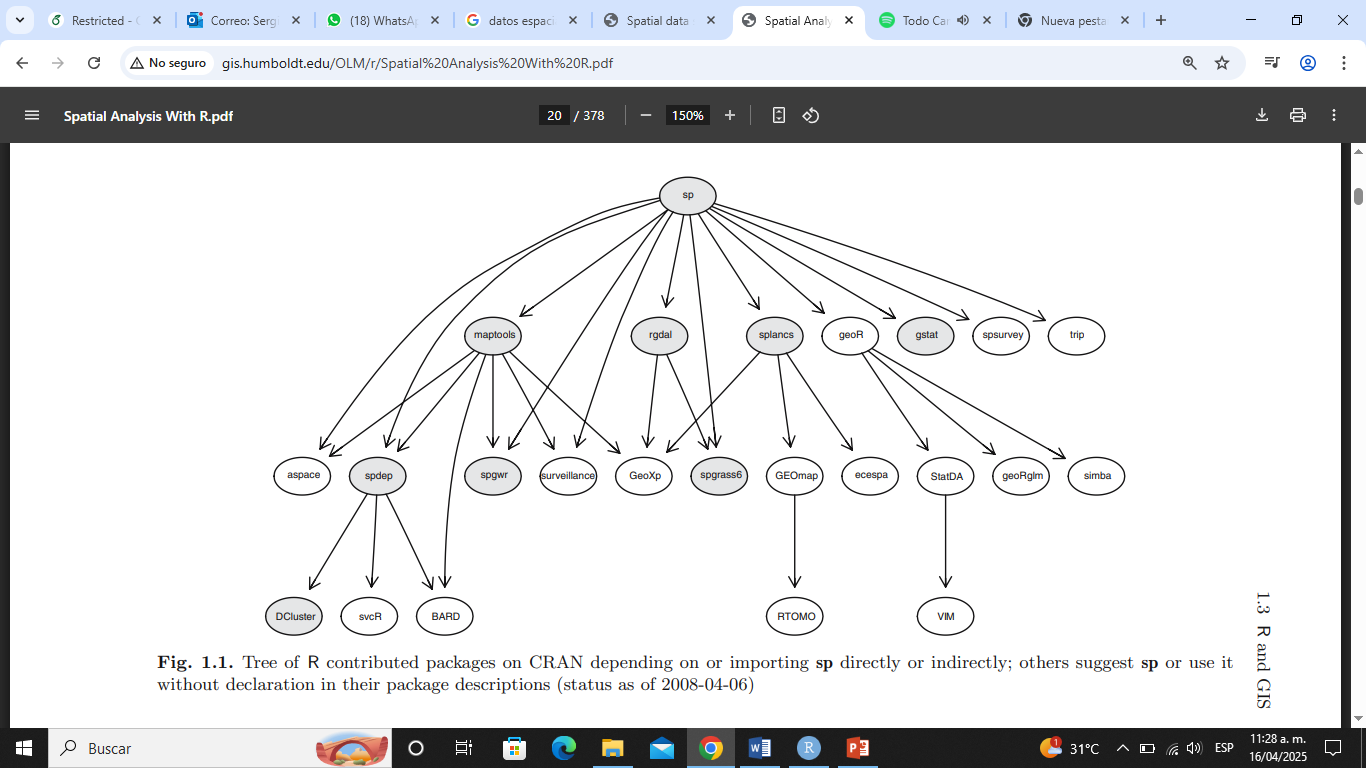 Restricted - C
Correo: Serg
(18) WhatsA
datos espaci
Spatial data
Spatial Analy
Todo Car
Nueva pesta
No seguro
gis.humboldt.edu/OLM/r/Spatial%20Analysis%20With%20R.pdf
Spatial Analysis With R.pdf
20 / 378
150%
sp
maptools
rgdal
splancs
geoR
gstat
spsurvey
trip
aspace
spdep
spgwr
surveillance
GeoXp
spgrass6
GEOmap
ecespa
StatDA
geoRglm
simba
DCluster
svcR
BARD
RTOMO
VIM
1.3 R and GIS
Fig. 1.1. Tree of R contributed packages on CRAN depending on or importing sp directly or indirectly; others suggest sp or use it
without declaration in their package descriptions (status as of 2008-04-06)
Buscar
1
31°C
ESP
11:28 a. m.
16/04/2025